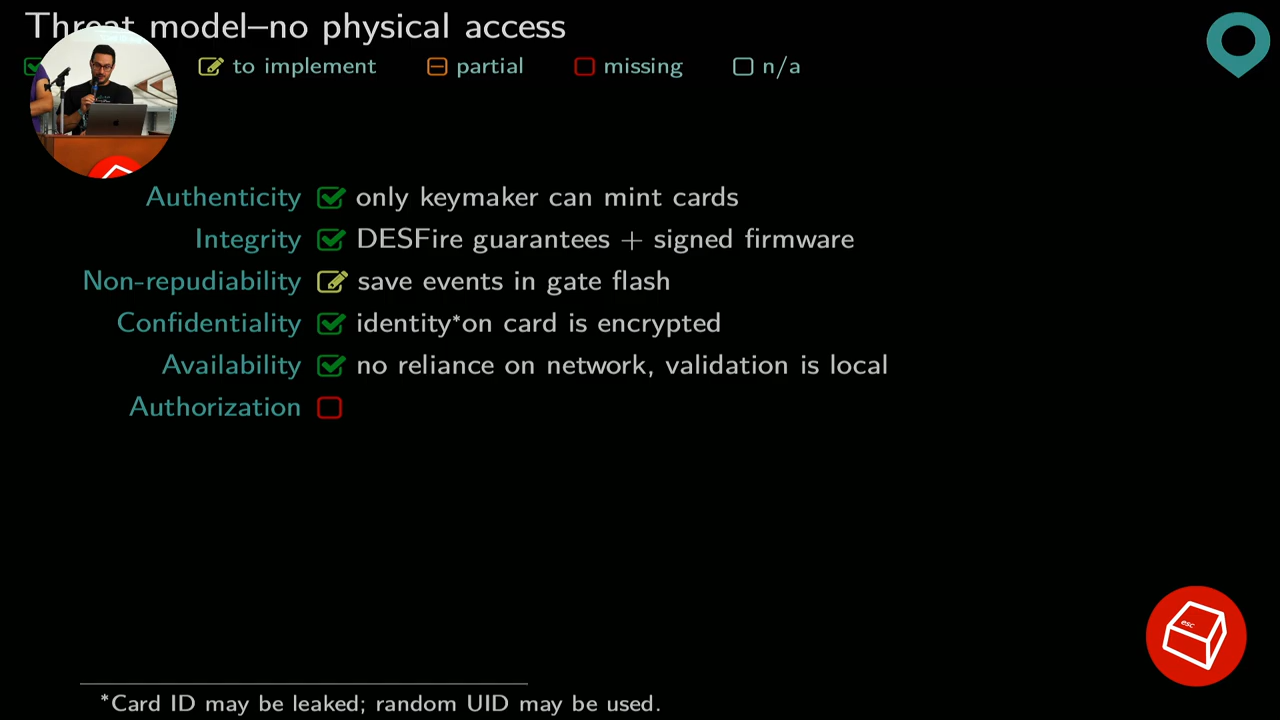 Threat model–no physical access
to implement
partial
missing
n/a
Authenticity only keymaker can mint cards
Integrity DESFire guarantees + signed firmware
Non-repudiability save events in gate flash
Confidentiality identity*on card is encrypted
Availability no reliance on network, validation is local
Authorization
esc
*Card ID may be leaked; random UID may be used.